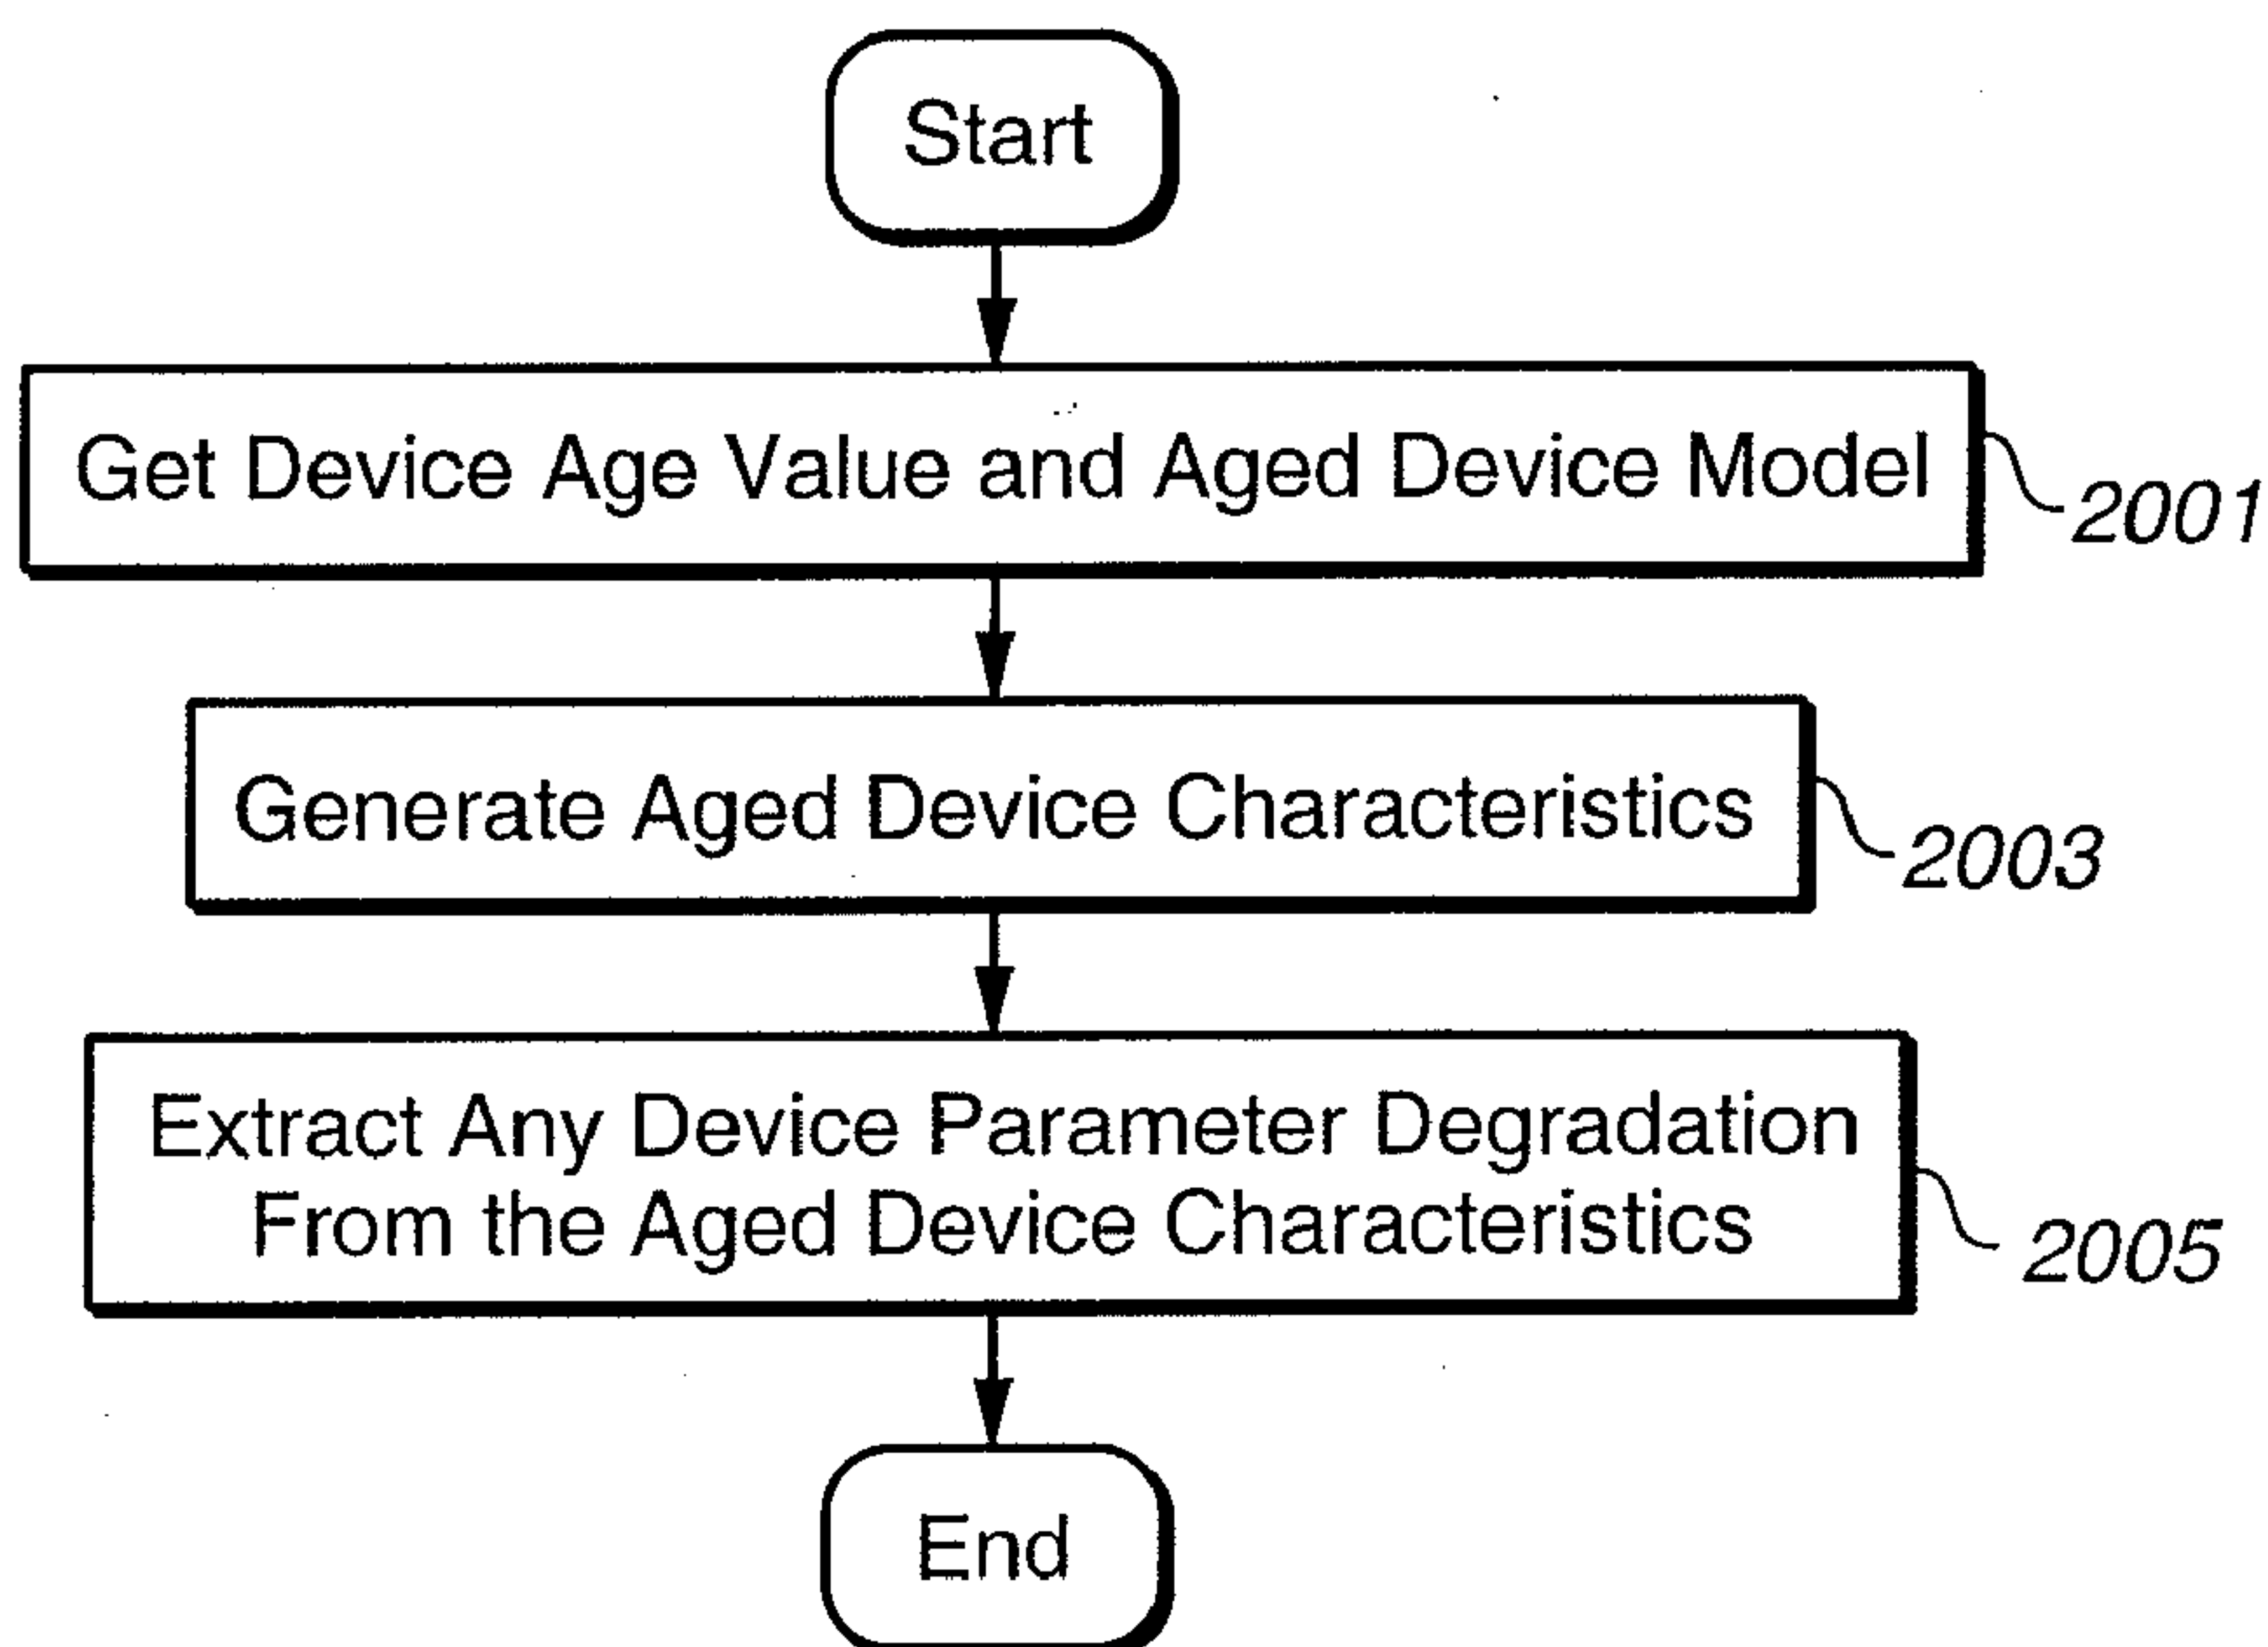 Start
Get Device Age Value and Aged Device Model
2001
Generate Aged Device Characteristics
2003
Extract Any Device Parameter Degradation
From the Aged Device Characteristics
2005
End